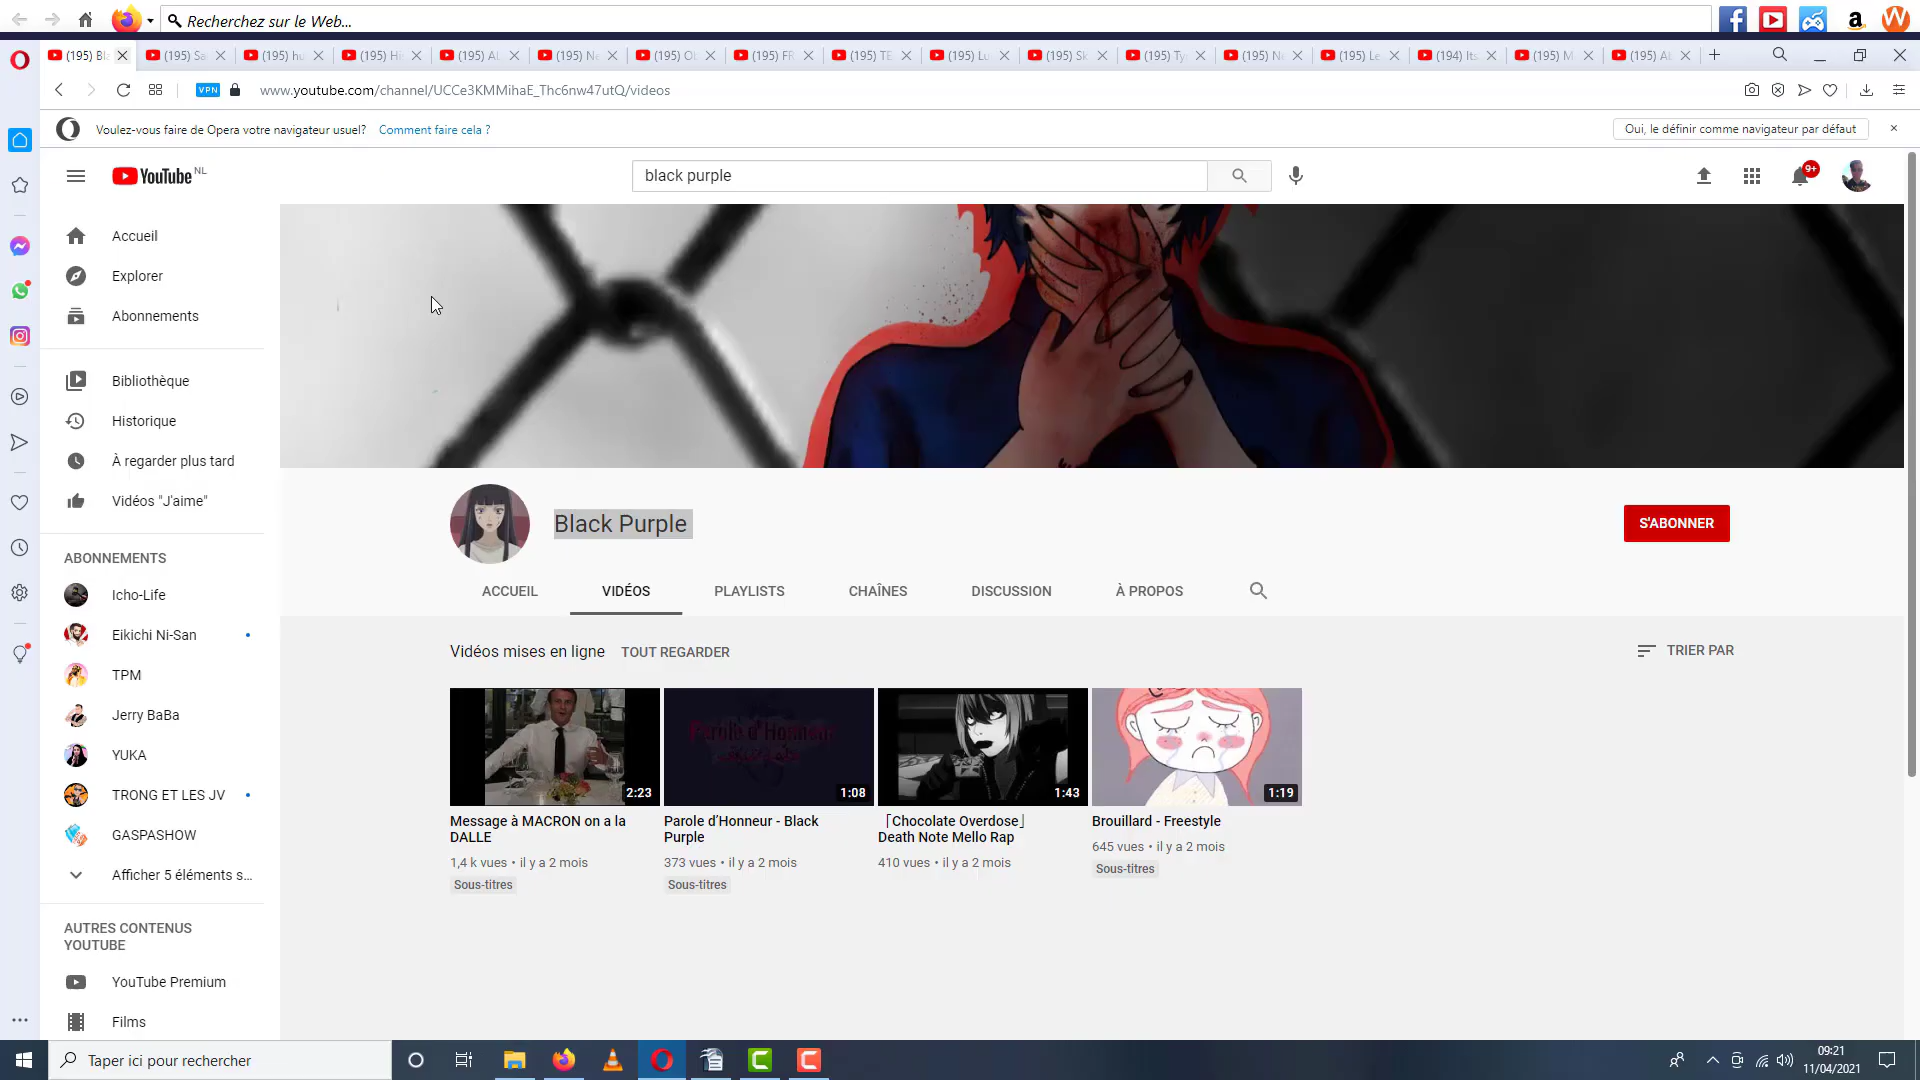 Recherchez sur le Web...
(195) Bla
(195) Sa
(195) hu
(195) Hi
(195) Al
(195) Ne
(195) Ob
(195) FR
(195) TE
(195) Lu
(195) Sk
(195) Ty
(195) Ni
(195) Le
(194) Its
(195) M
(195) Al
VPN
www.youtube.com/channel/UCCe3KMMihaE_Thc6nw47utQ/videos
Voulez-vous faire de Opera votre navigateur usuel? Comment faire cela ?
Oui, le définir comme navigateur par défaut
YouTube NL
black purple
9+
Accueil
Explorer
Abonnements
Bibliothèque
Historique
À regarder plus tard
Vidéos "J'aime"
ABONNEMENTS
Icho-Life
Eikichi Ni-San
TPM
Jerry BaBa
YUKA
TRONG ET LES JV
GASPASHOW
Afficher 5 éléments s...
AUTRES CONTENUS
YOUTUBE
YouTube Premium
Films
Black Purple
S'ABONNER
ACCUEIL VIDÉOS PLAYLISTS CHAÎNES DISCUSSION À PROPOS
Vidéos mises en ligne TOUT REGARDER
TRIER PAR
2:23
Message à MACRON on a la
DALLE
1,4 k vues • il y a 2 mois
Sous-titres
Parole d'Honneur
1:08
Parole d'Honneur - Black
Purple
373 vues • il y a 2 mois
Sous-titres
1:43
「Chocolate Overdose」
Death Note Mello Rap
410 vues • il y a 2 mois
1:19
Brouillard - Freestyle
645 vues • il y a 2 mois
Sous-titres
Taper ici pour rechercher
09:21
11/04/2021